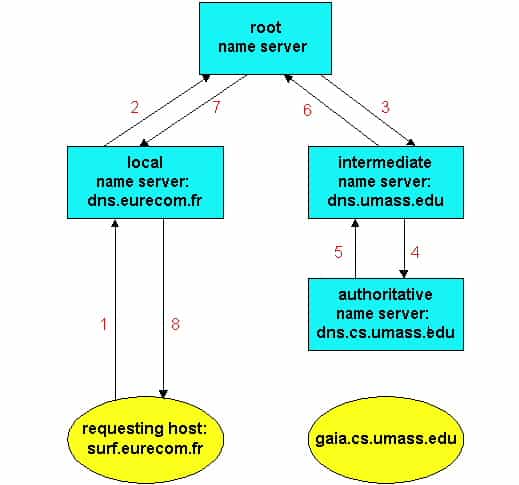 root
name server
2
7
6
3
local
name server:
dns.eurecom.fr
intermediate
name server:
dns.umass.edu
5
4
authoritative
name server:
dns.cs.umass.edu
1
8
requesting host:
surf.eurecom.fr
gaia.cs.umass.edu